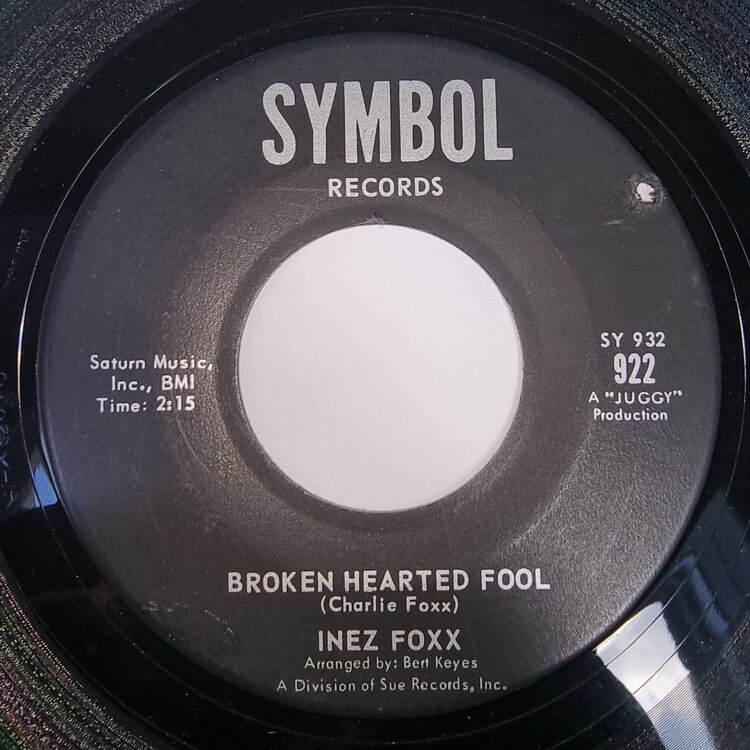 SYMBOL
RECORDS
Saturn Music,
Inc., BMI
Time: 2:15
SY 932
922
A "JUGGY"
Production
BROKEN HEARTED FOOL
(Charlie Foxx)
INEZ FOXX
Arranged by: Bert Keyes
A Division of Sue Records, Inc.